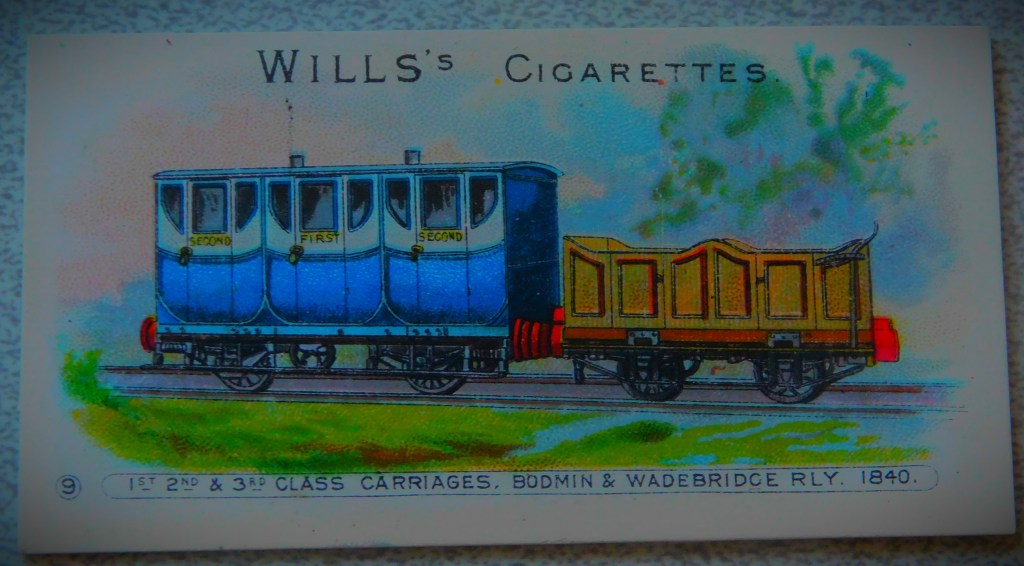 WILLS's CIGARETTES.
SECOND FIRST SECOND
9 1ST 2ND & 3RD CLASS CARRIAGES, BODMIN & WADEBRIDGE RLY. 1840.